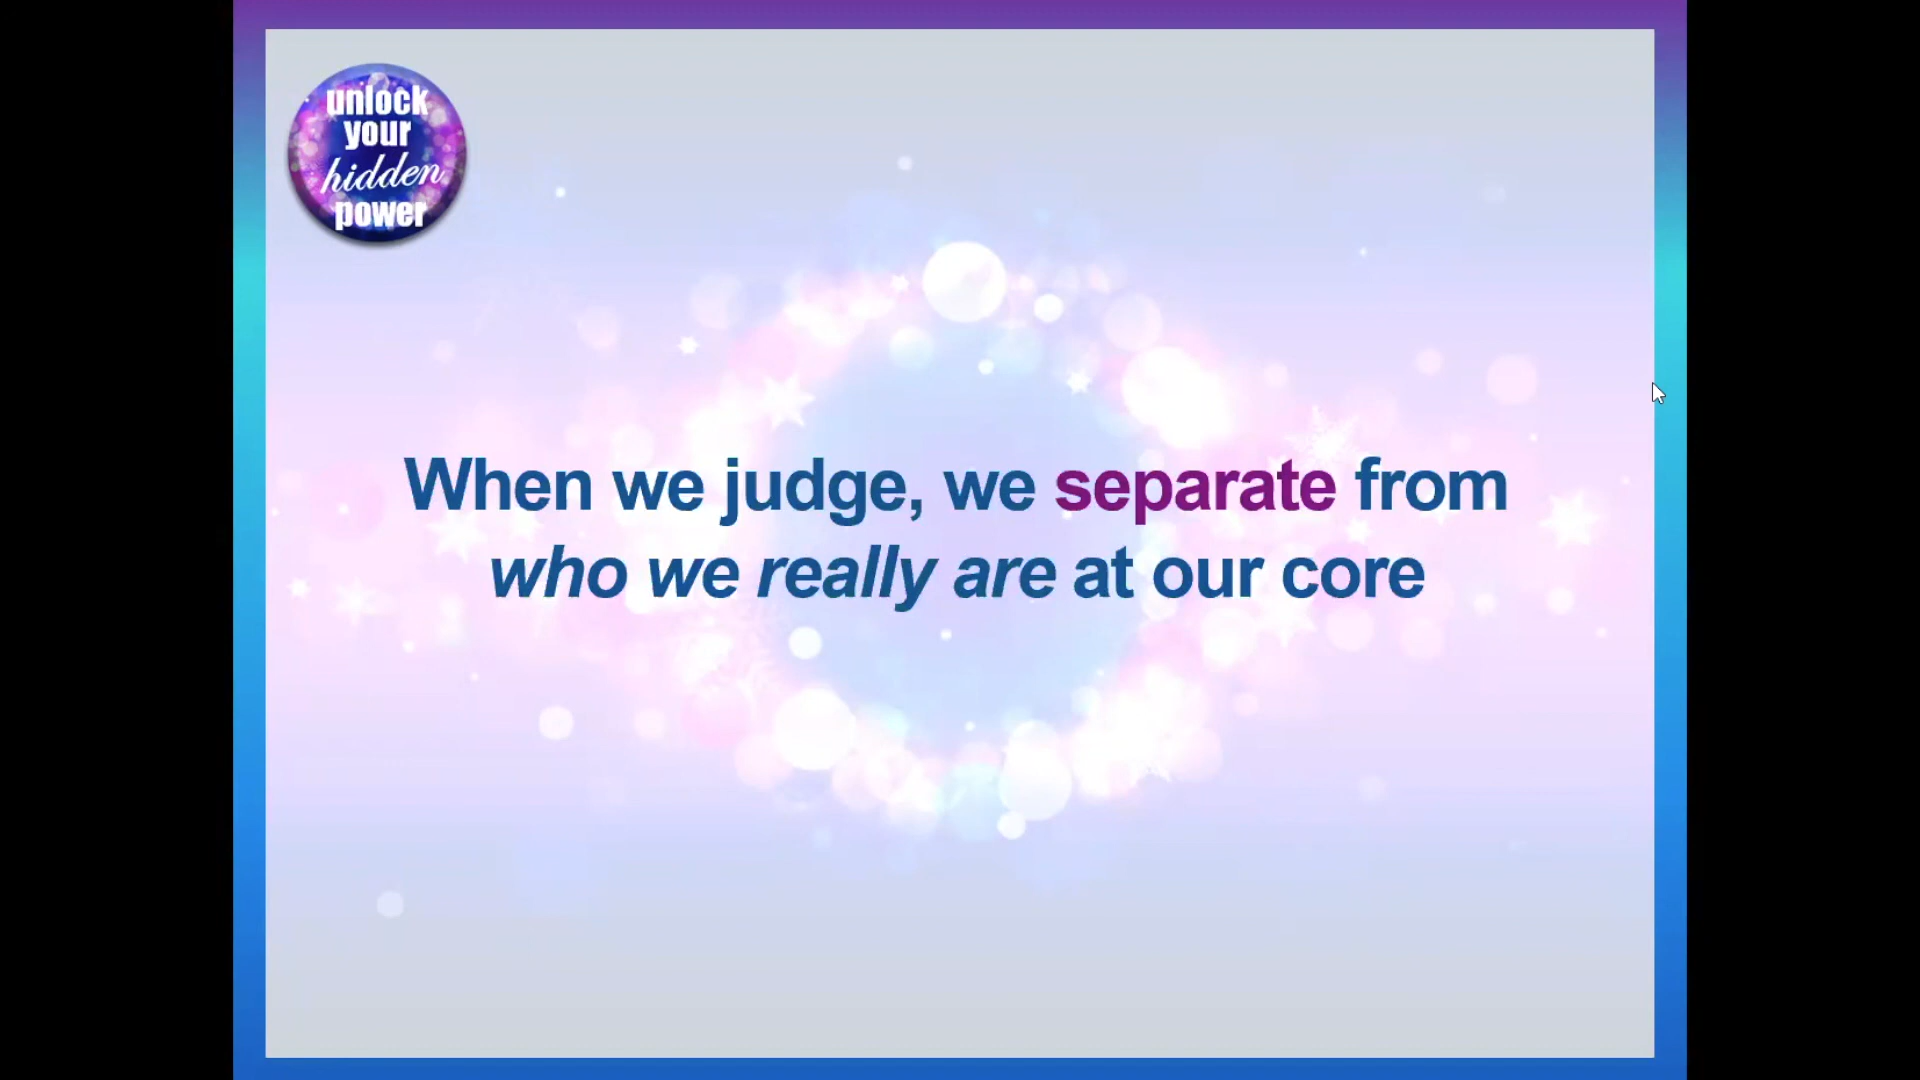 unlock
your
hidden
power
When we judge, we separate from
who we really are at our core